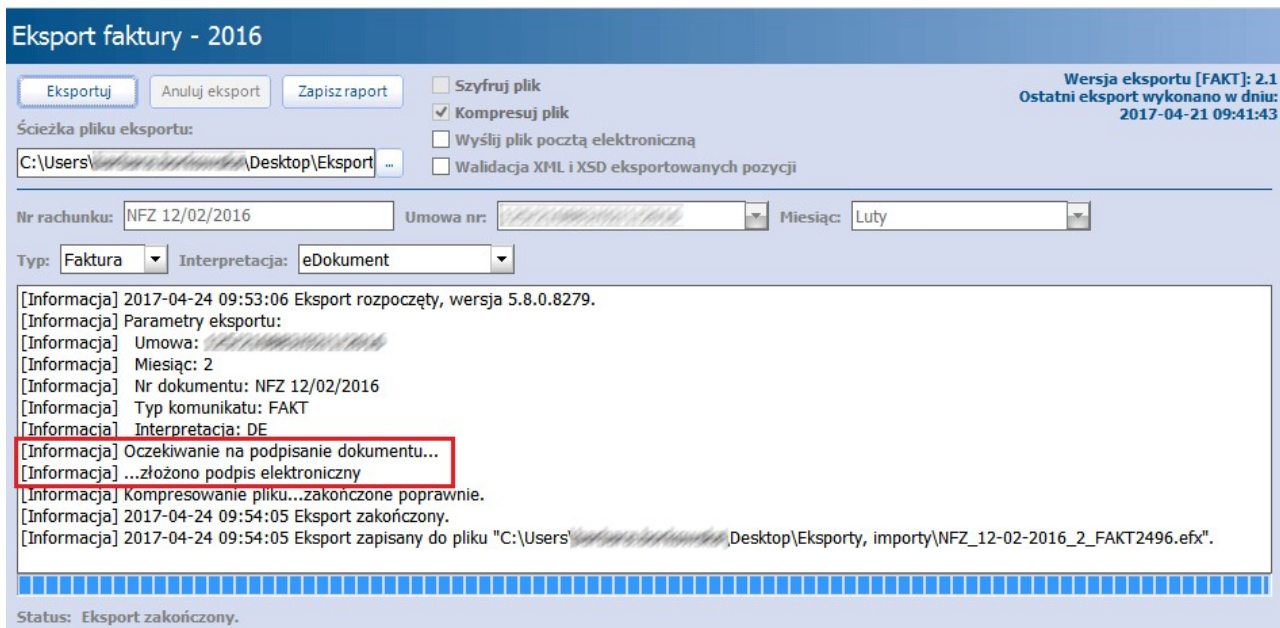 Eksport faktury - 2016
Eksportuj Anuluj eksport Zapisz raport
Szyfruj plik
Kompresuj plik
Wyślij plik pocztą elektroniczną
Walidacja XML i XSD eksportowanych pozycji
Wersja eksportu [FAKT]: 2.1
Ostatni eksport wykonano w dniu:
2017-04-21 09:41:43
Ścieżka pliku eksportu:
C:\Users\ \Desktop\Eksport ...
Nr rachunku: NFZ 12/02/2016 Umowa nr: Miesiąc: Luty
Typ: Faktura Interpretacja: eDokument
[Informacja] 2017-04-24 09:53:06 Eksport rozpoczęty, wersja 5.8.0.8279.
[Informacja] Parametry eksportu:
[Informacja] Umowa:
[Informacja] Miesiąc: 2
[Informacja] Nr dokumentu: NFZ 12/02/2016
[Informacja] Typ komunikatu: FAKT
[Informacja] Interpretacja: DE
[Informacja] Oczekiwanie na podpisanie dokumentu...
[Informacja] ...złożono podpis elektroniczny
[Informacja] Kompresowanie pliku...zakończone poprawnie.
[Informacja] 2017-04-24 09:54:05 Eksport zakończony.
[Informacja] 2017-04-24 09:54:05 Eksport zapisany do pliku "C:\Users\ \Desktop\Eksporty, importy\NFZ_12-02-2016_2_FAKT2496.efx".
Status: Eksport zakończony.